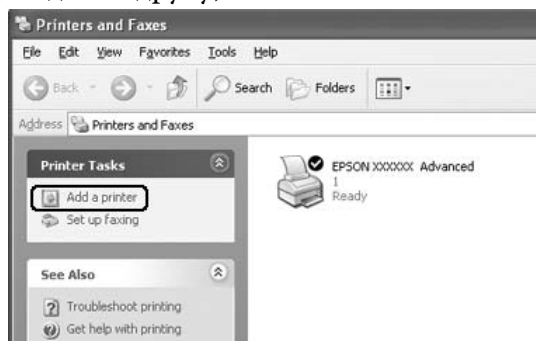 Printers and Faxes
File Edit View Favorites Tools Help
Back Search Folders
Address Printers and Faxes
Printer Tasks
Add a printer
Set up faxing
See Also
Troubleshoot printing
Get help with printing
EPSON XXXXXX Advanced
1
Ready